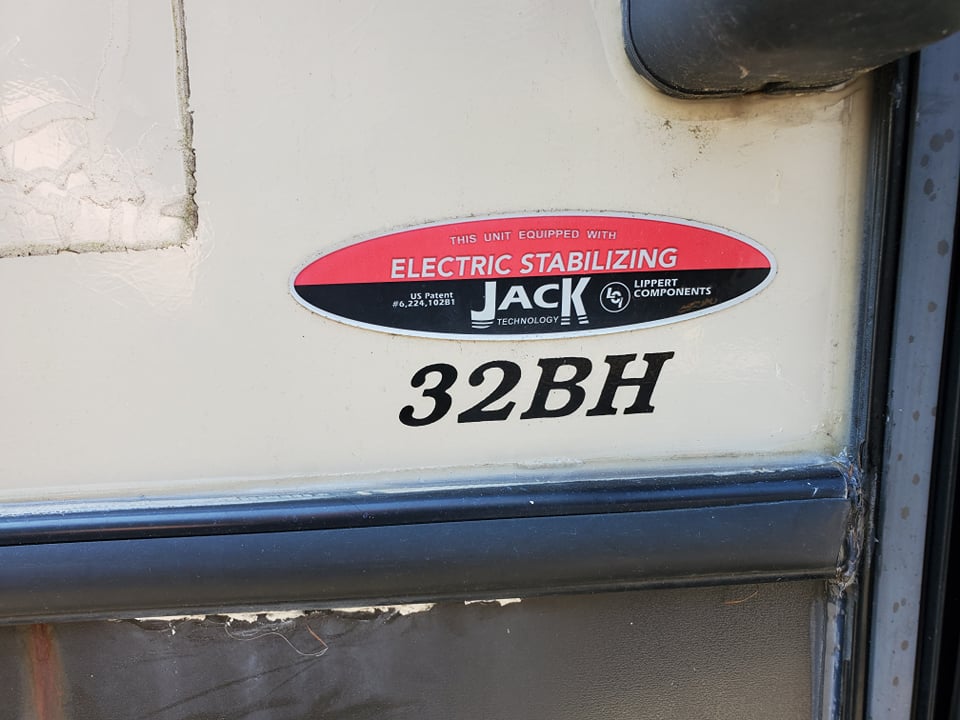 THIS UNIT EQUIPPED WITH
ELECTRIC STABILIZING
US Patent
#6,224,102B1
JACK
TECHNOLOGY
LIPPERT
COMPONENTS
32BH